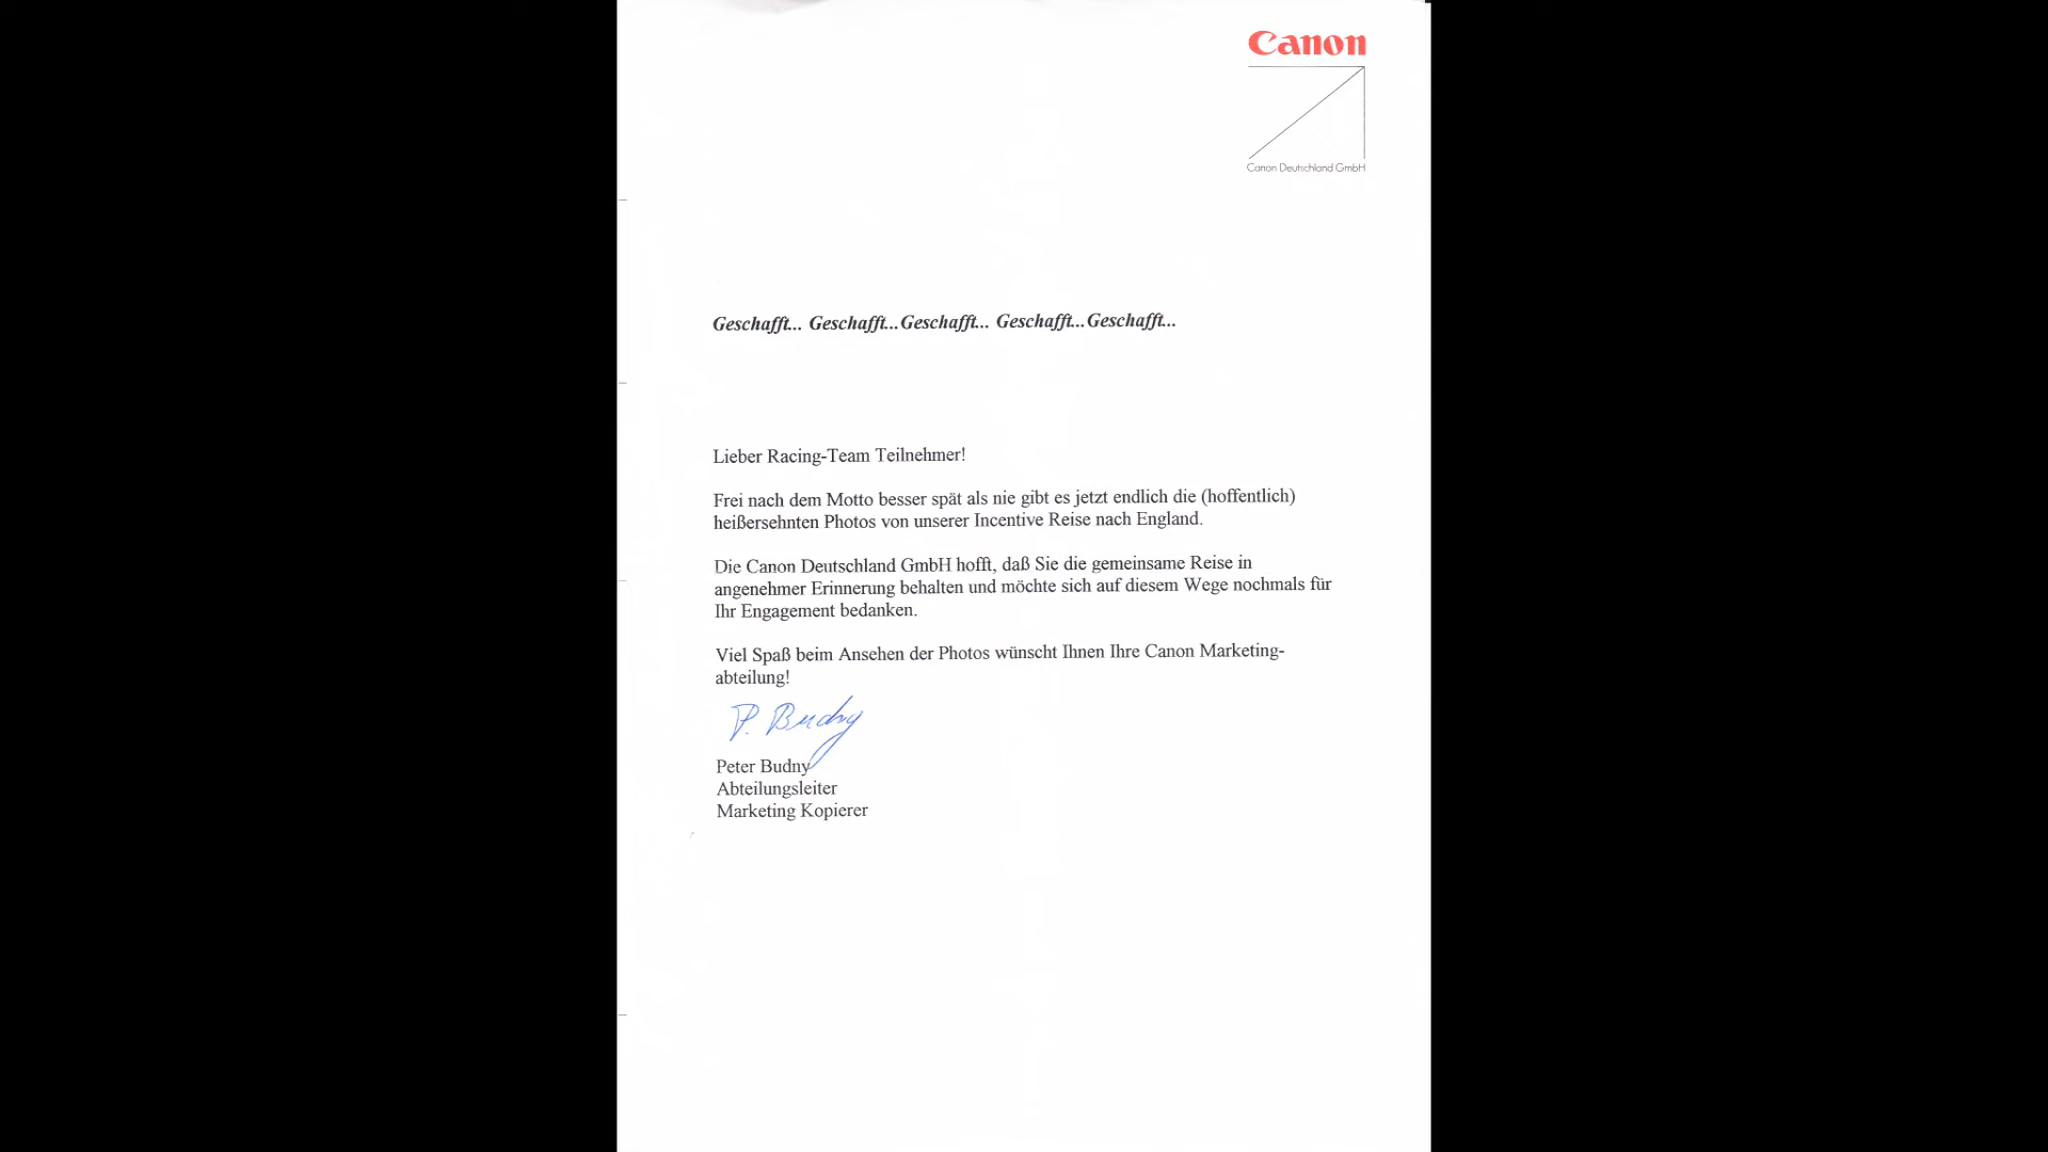 Canon
Canon Deutschland GmbH
Geschafft... Geschafft...Geschafft... Geschafft...Geschafft...
Lieber Racing-Team Teilnehmer!
Frei nach dem Motto besser spät als nie gibt es jetzt endlich die (hoffentlich)
heißersehnten Photos von unserer Incentive Reise nach England.
Die Canon Deutschland GmbH hofft, daß Sie die gemeinsame Reise in
angenehmer Erinnerung behalten und möchte sich auf diesem Wege nochmals für
Ihr Engagement bedanken.
Viel Spaß beim Ansehen der Photos wünscht Ihnen Ihre Canon Marketing-
abteilung!
P. Budny
Peter Budny
Abteilungsleiter
Marketing Kopierer